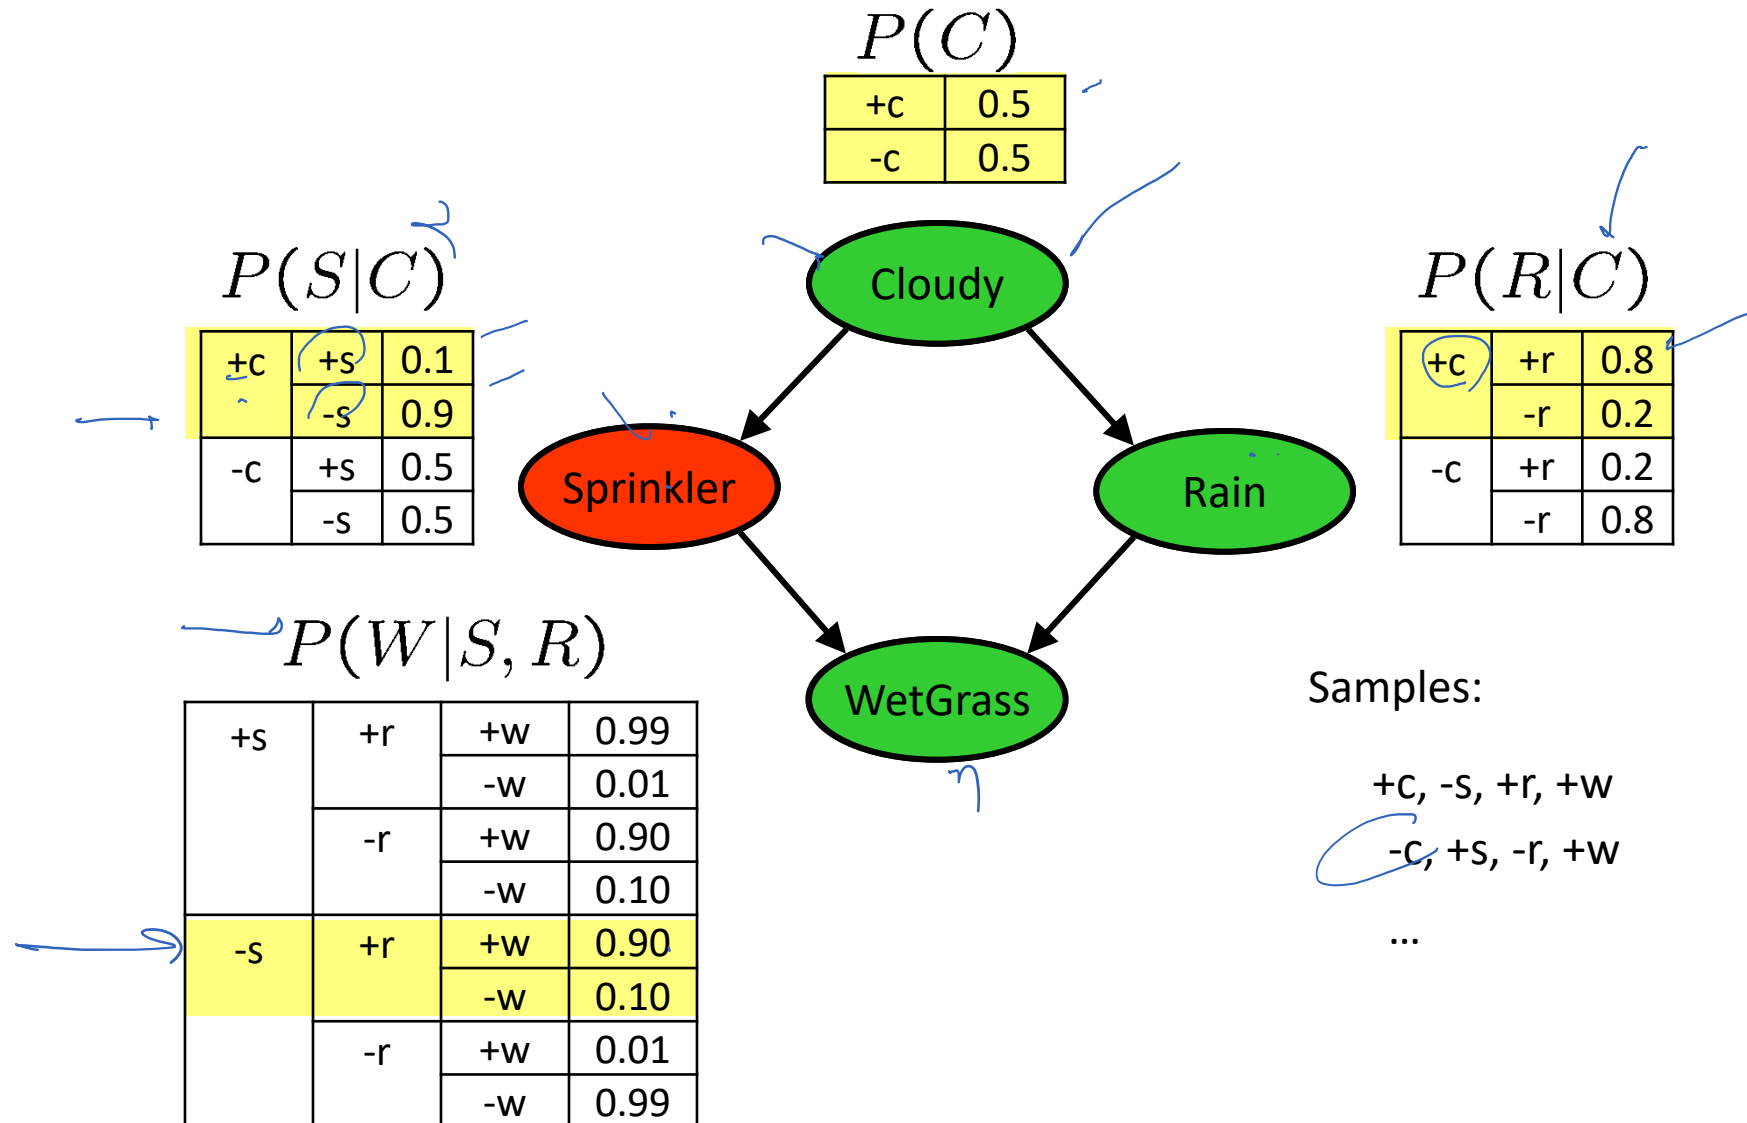 P(C)
+c 0.5
-c 0.5
Cloudy
P(S|C)
+c +s 0.1
-s 0.9
-c +s 0.5
-s 0.5
P(R|C)
+c +r 0.8
-r 0.2
-c +r 0.2
-r 0.8
Sprinkler
Rain
WetGrass
P(W|S, R)
+s +r +w 0.99
-w 0.01
-r +w 0.90
-w 0.10
-s +r +w 0.90
-w 0.10
-r +w 0.01
-w 0.99
Samples:
+c, -s, +r, +w
-c, +s, -r, +w
...